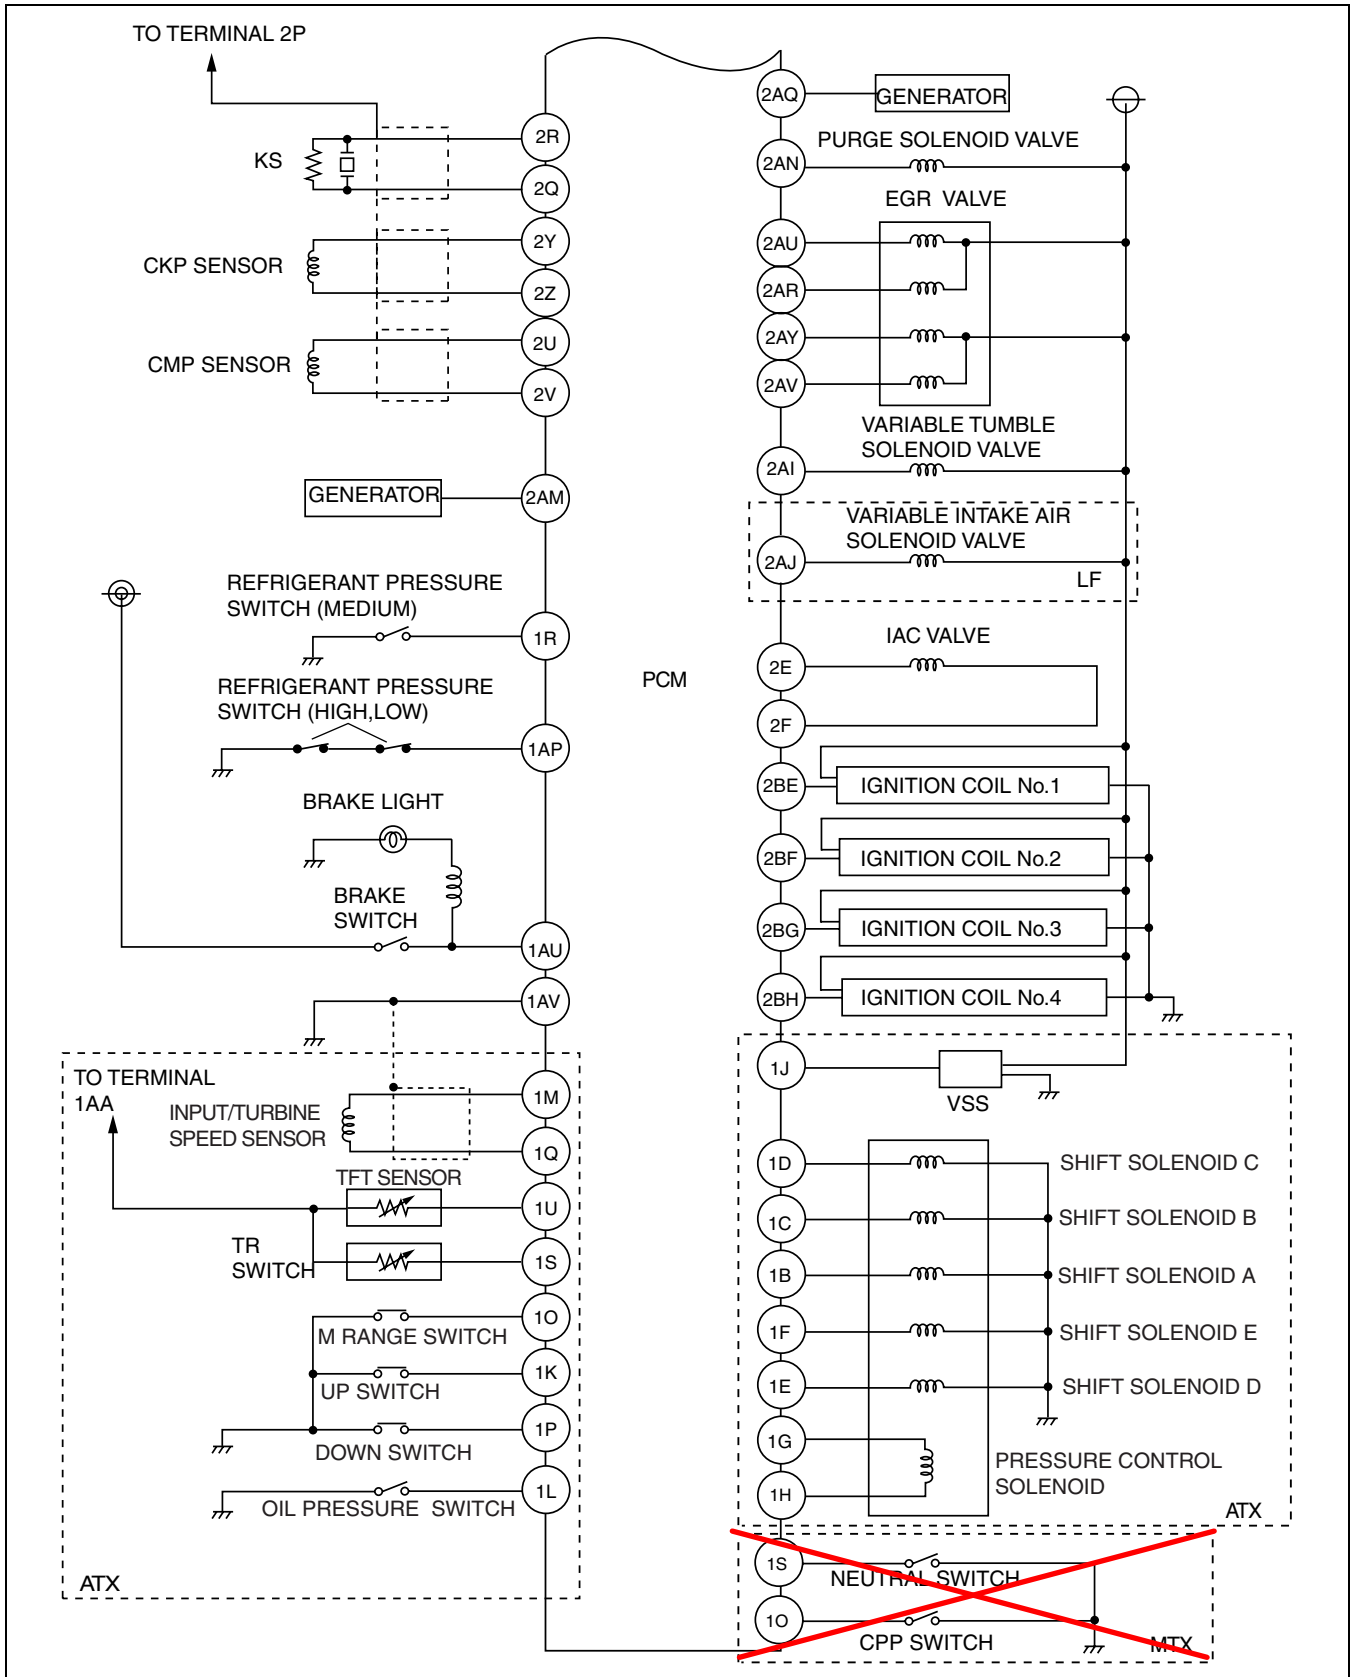 TO TERMINAL 2P
KS
2R
2Q
CKP SENSOR
2Y
2Z
CMP SENSOR
2U
2V
GENERATOR
2AM
REFRIGERANT PRESSURE
SWITCH (MEDIUM)
1R
REFRIGERANT PRESSURE
SWITCH (HIGH,LOW)
1AP
BRAKE LIGHT
BRAKE
SWITCH
1AU
1AV
TO TERMINAL
1AA
INPUT/TURBINE
SPEED SENSOR
1M
1Q
TFT SENSOR
1U
TR
SWITCH
1S
1O
M RANGE SWITCH
1K
UP SWITCH
1P
DOWN SWITCH
1L
OIL PRESSURE SWITCH
ATX
PCM
2AQ
GENERATOR
PURGE SOLENOID VALVE
2AN
EGR VALVE
2AU
2AR
2AY
2AV
VARIABLE TUMBLE
SOLENOID VALVE
2AI
VARIABLE INTAKE AIR
SOLENOID VALVE
2AJ
LF
IAC VALVE
2E
2F
2BE
IGNITION COIL No.1
2BF
IGNITION COIL No.2
2BG
IGNITION COIL No.3
2BH
IGNITION COIL No.4
1J
VSS
1D
SHIFT SOLENOID C
1C
SHIFT SOLENOID B
1B
SHIFT SOLENOID A
1F
SHIFT SOLENOID E
1E
SHIFT SOLENOID D
1G
1H
PRESSURE CONTROL
SOLENOID
ATX
1S
NEUTRAL SWITCH
1O
CPP SWITCH
MTX